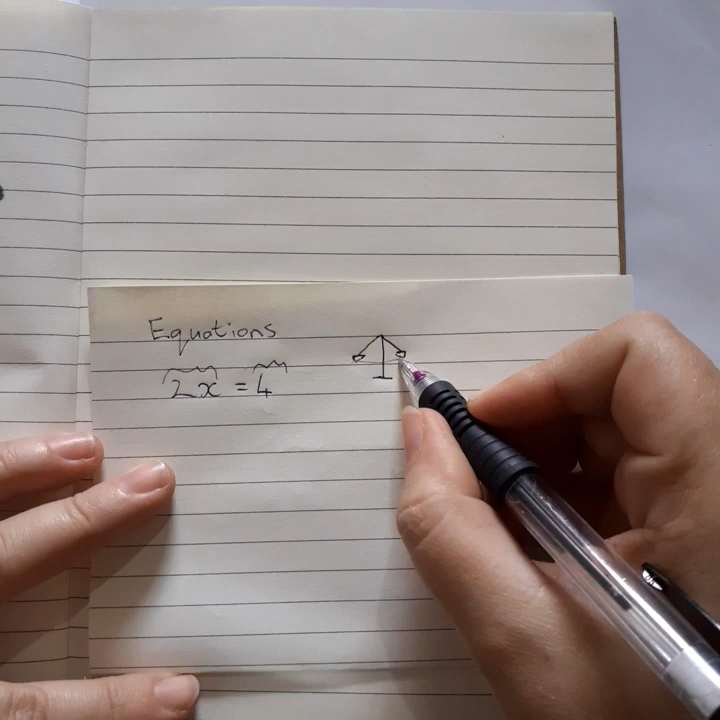 Equations
2x = 4